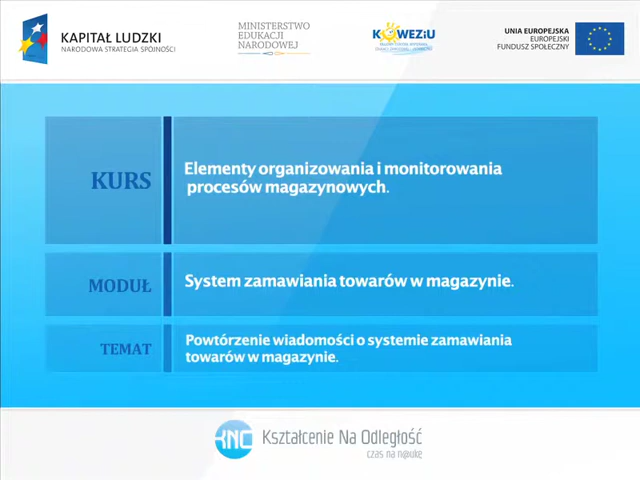 KAPITAŁ LUDZKI
NARODOWA STRATEGIA SPÓJNOŚCI
MINISTERSTWO
EDUKACJI
NARODOWEJ
KOWEZiU
UNIA EUROPEJSKA
EUROPEJSKI
FUNDUSZ SPOŁECZNY
KURS
Elementy organizowania i monitorowania
procesów magazynowych.
MODUŁ
System zamawiania towarów w magazynie.
TEMAT
Powtórzenie wiadomości o systemie zamawiania
towarów w magazynie.
KNO
Kształcenie Na Odległość
czas na n@ukę